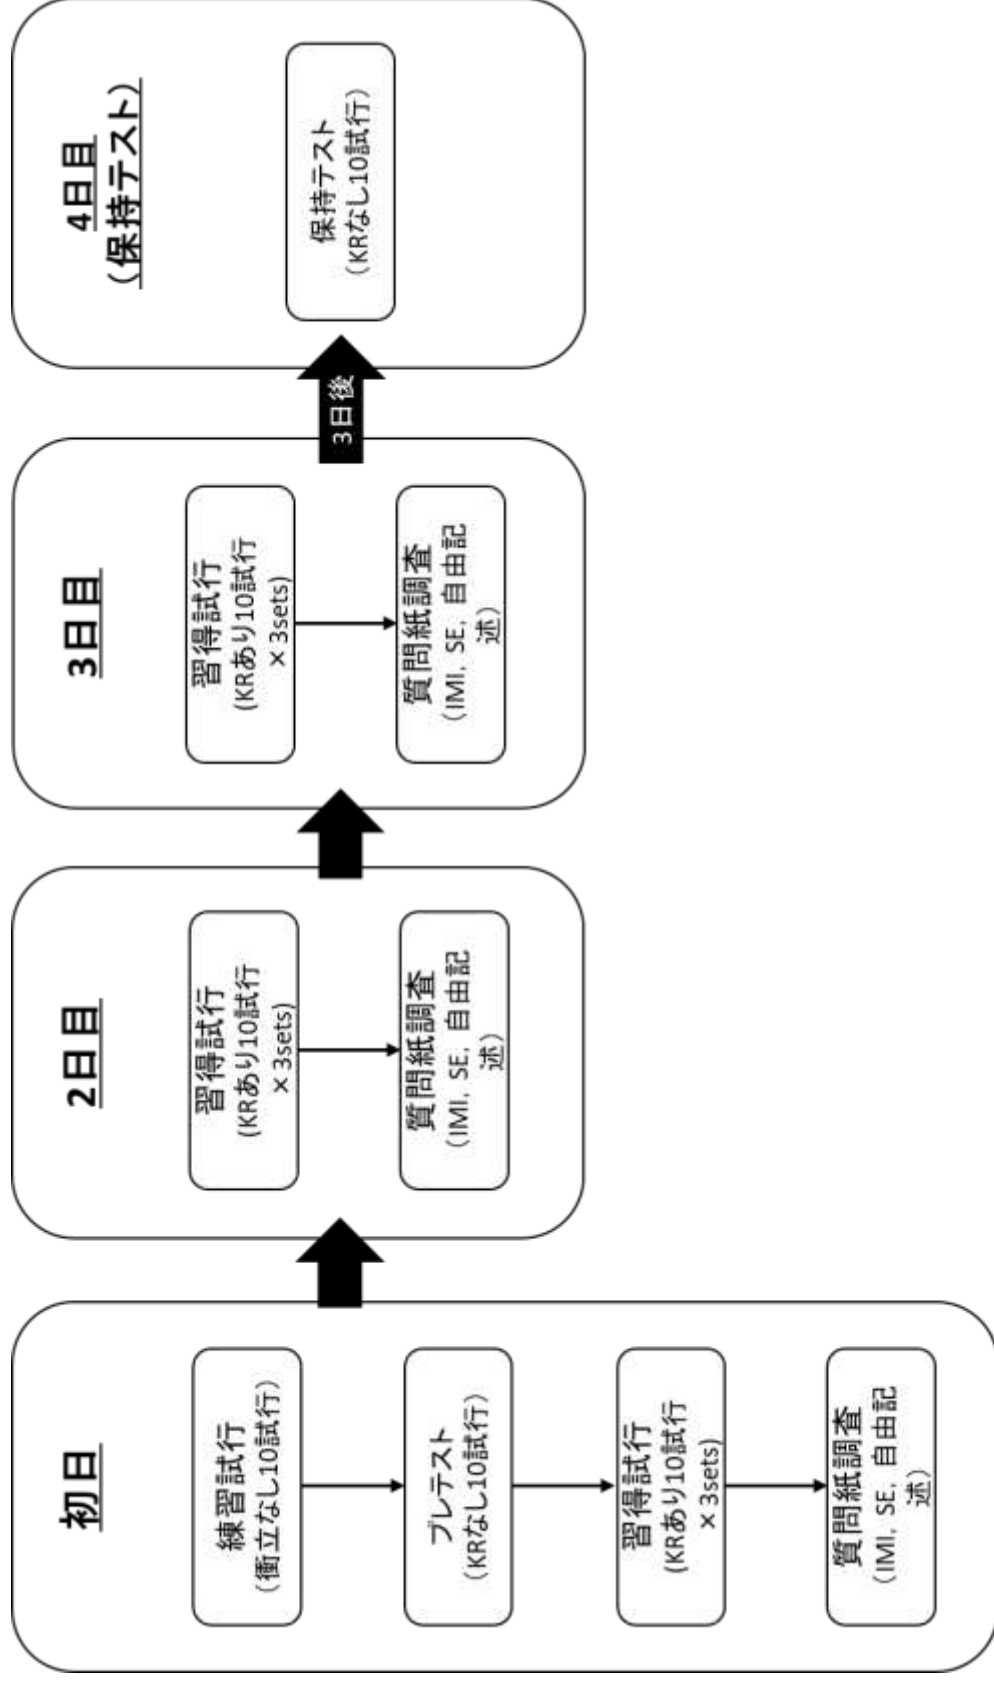 初日
練習試行
（衝立なし10試行）
プレテスト
（KRなし10試行）
習得試行
(KRあり10試行
×3sets)
質問紙調査
（IMI, SE, 自由記
述）
2日目
習得試行
(KRあり10試行
×3sets)
質問紙調査
（IMI, SE, 自由記
述）
3日目
習得試行
(KRあり10試行
×3sets)
質問紙調査
（IMI, SE, 自由記
述）
3日後
4日目
（保持テスト）
保持テスト
（KRなし10試行）